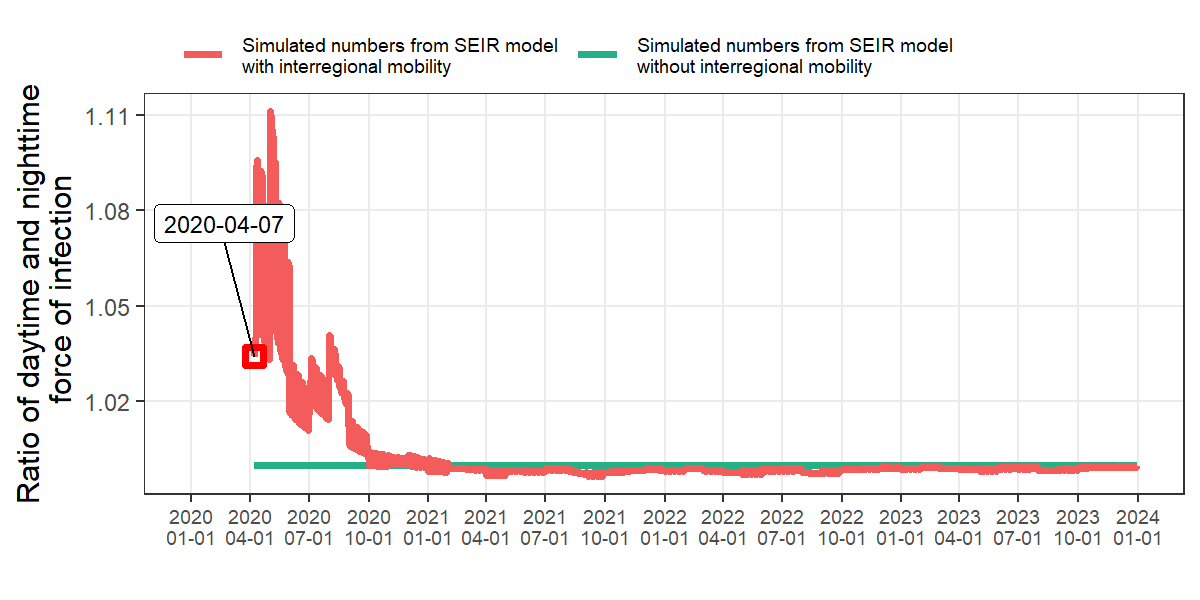 Simulated numbers from SEIR model
with interregional mobility
Simulated numbers from SEIR model
without interregional mobility
Ratio of daytime and nighttime
force of infection
1.11
1.08
1.05
1.02
2020-04-07
2020 2020 2020 2020 2021 2021 2021 2021 2022 2022 2022 2022 2023 2023 2023 2023 2024
01-01 04-01 07-01 10-01 01-01 04-01 07-01 10-01 01-01 04-01 07-01 10-01 01-01 04-01 07-01 10-01 01-01